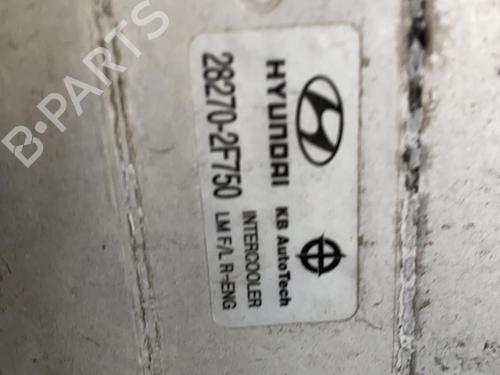 HYUNDAI KB AutoTech
28270-2F750 INTERCOOLER
LM F/L R-ENG
B-Parts